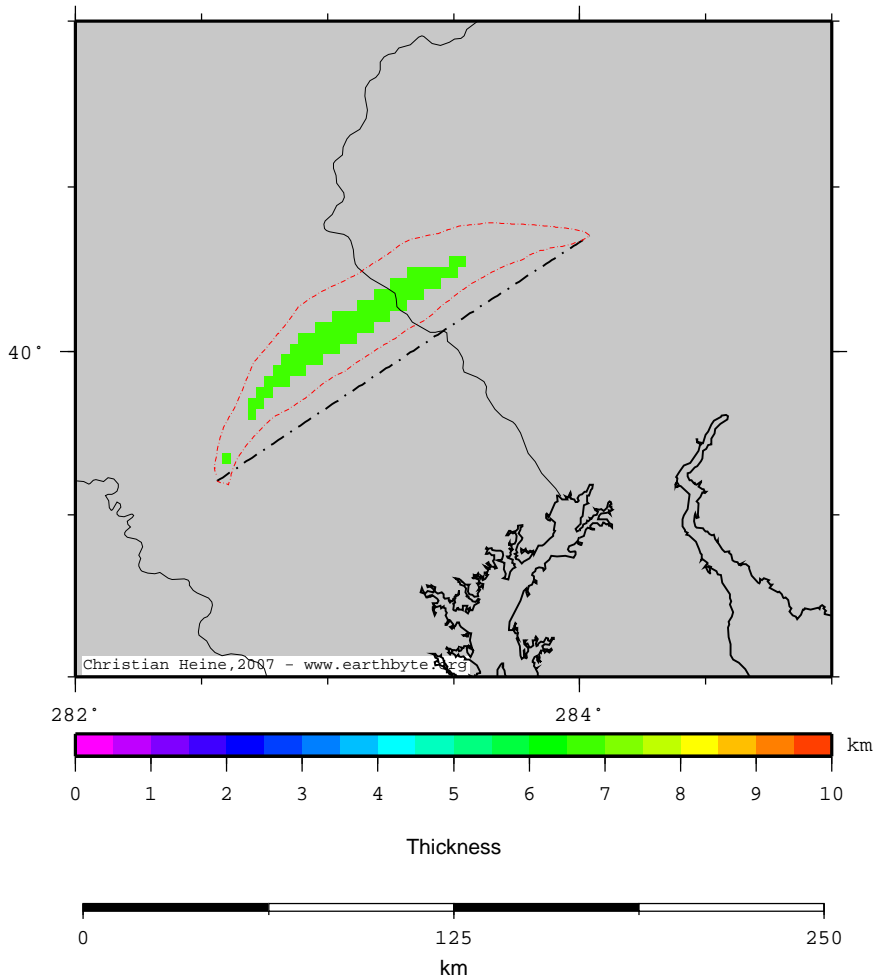 40°
Christian Heine,2007 - www.earthbyte.org
282° 284°
km
0 1 2 3 4 5 6 7 8 9 10
Thickness
0 125 250
km